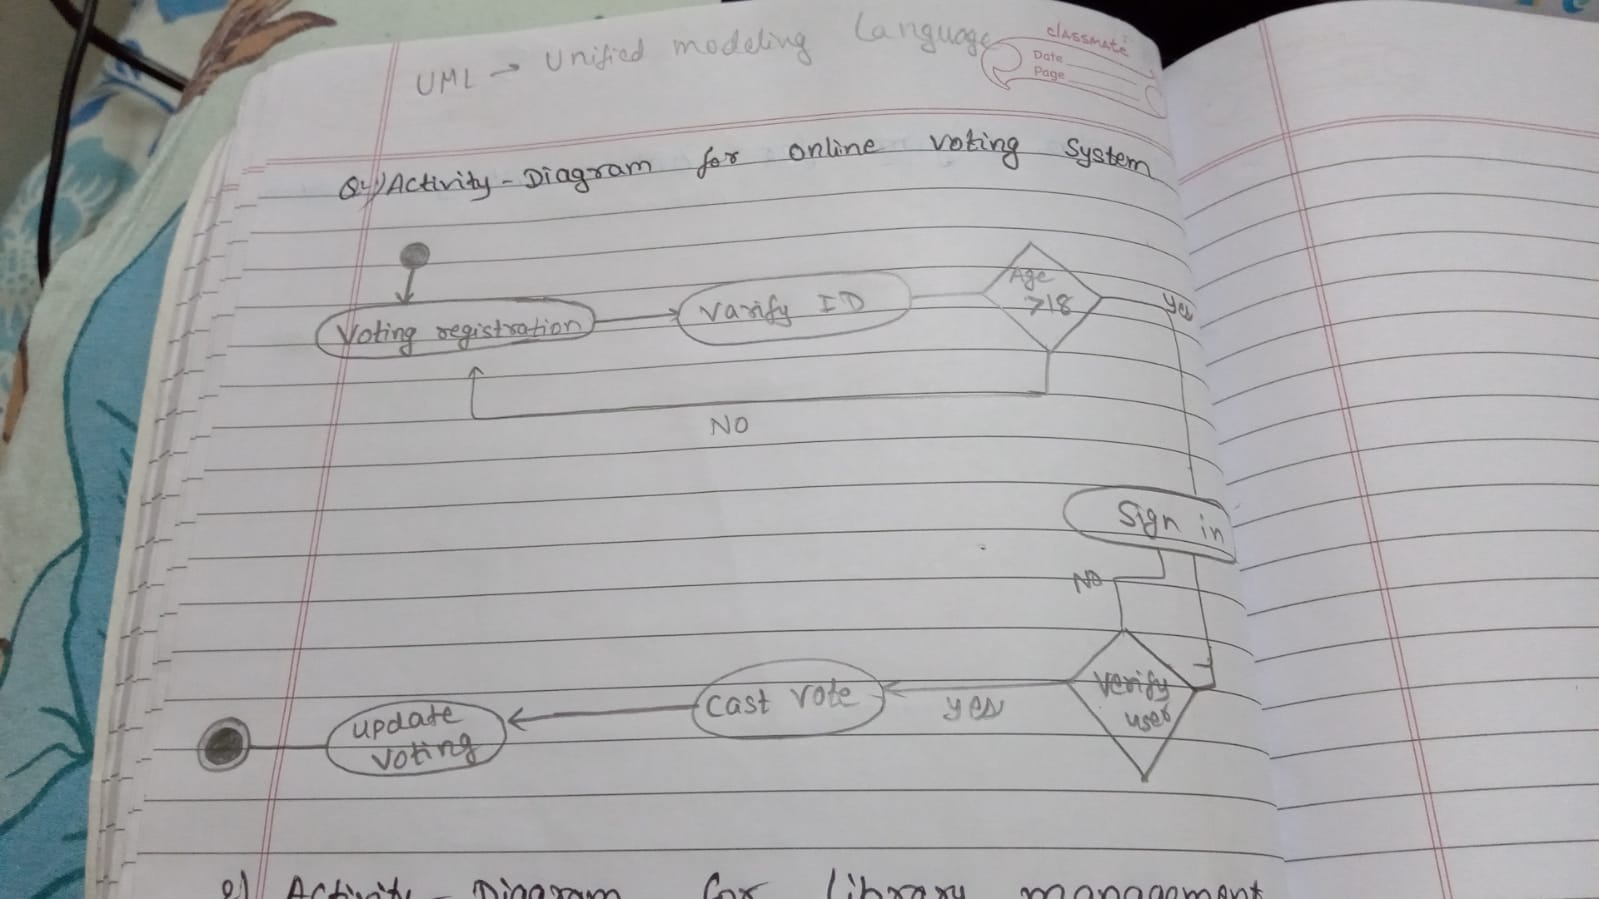 UML → Unified modeling Language
classmate
Date
Page
Q:-)Activity-Diagram for online voting System
Voting registration
Varify ID
Age
>18
Yes
NO
Sign in
NO
Verify
user
yes
Cast vote
update
voting
2) Activity - Diagram for library management